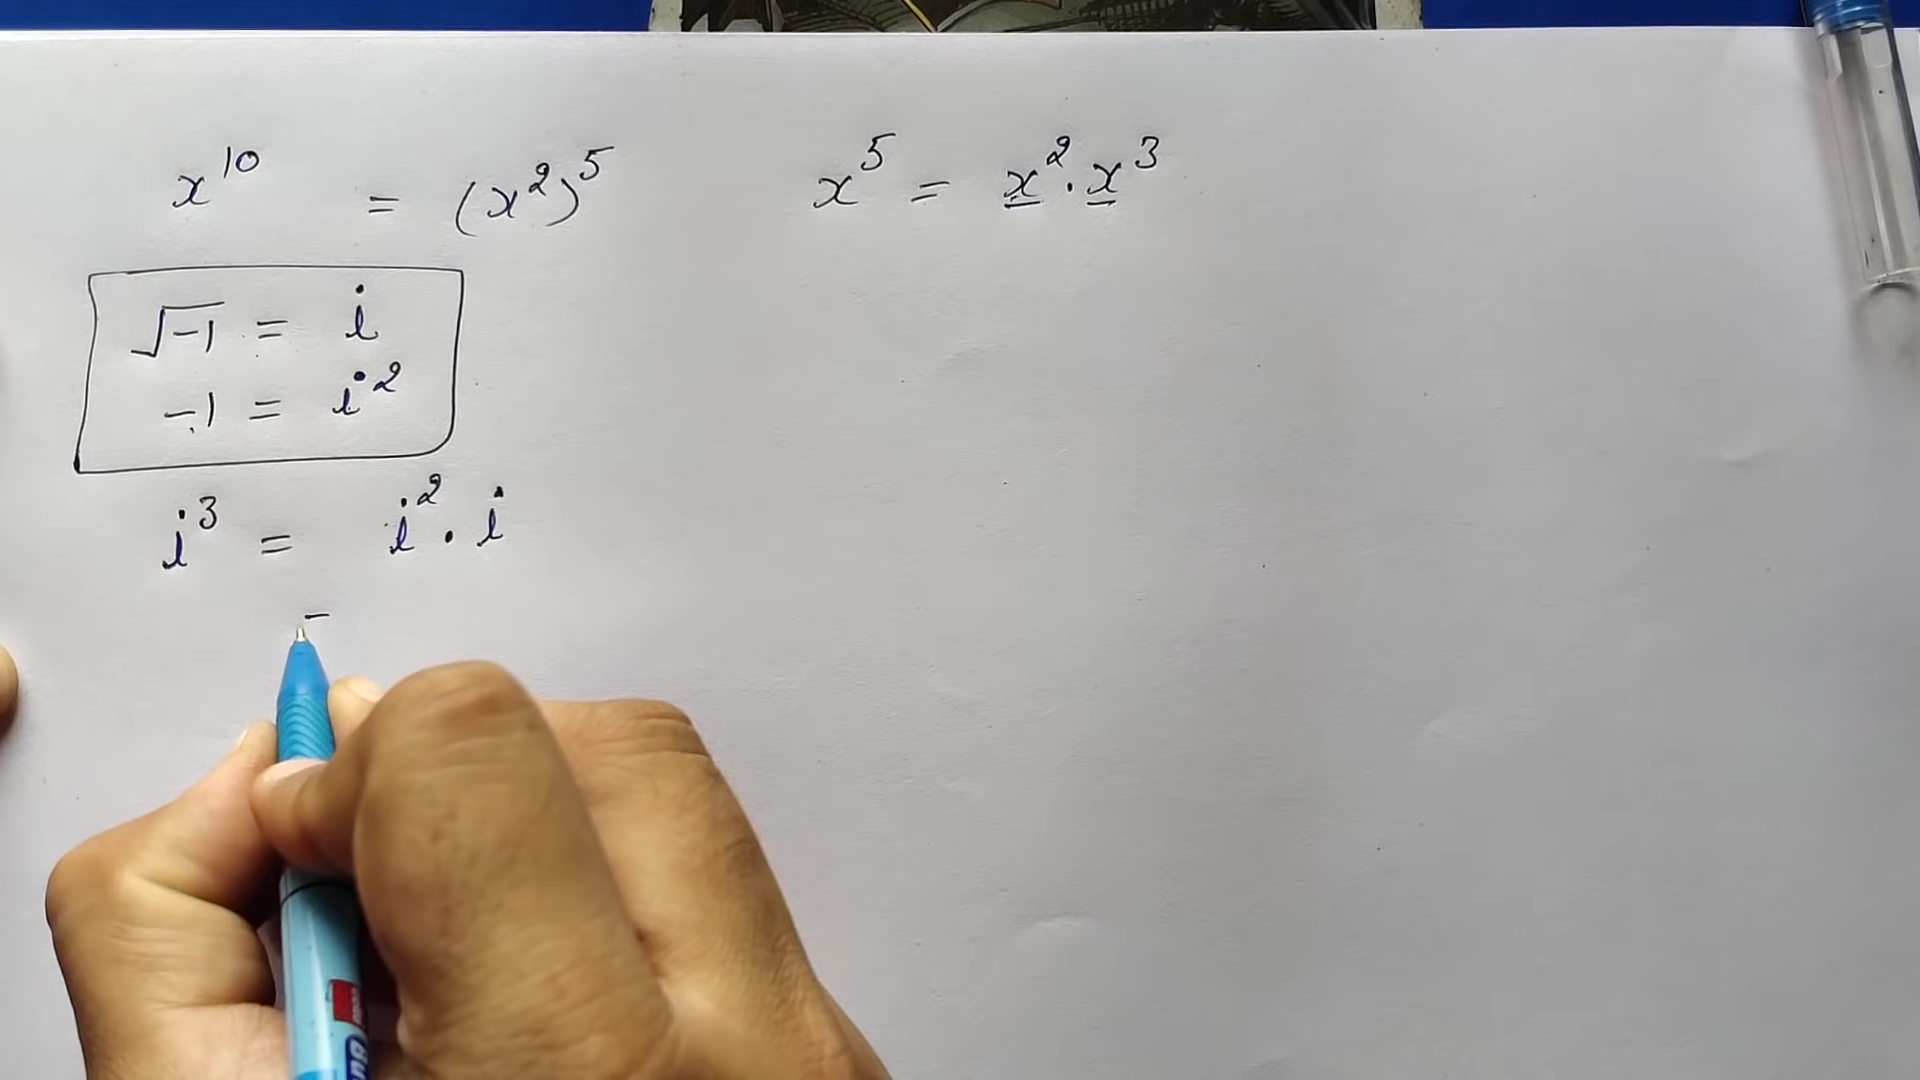 x^10 = (x^2)^5
x^5 = x^2 . x^3
√-1 = i
-1 = i^2
i^3 = i^2 . i
-